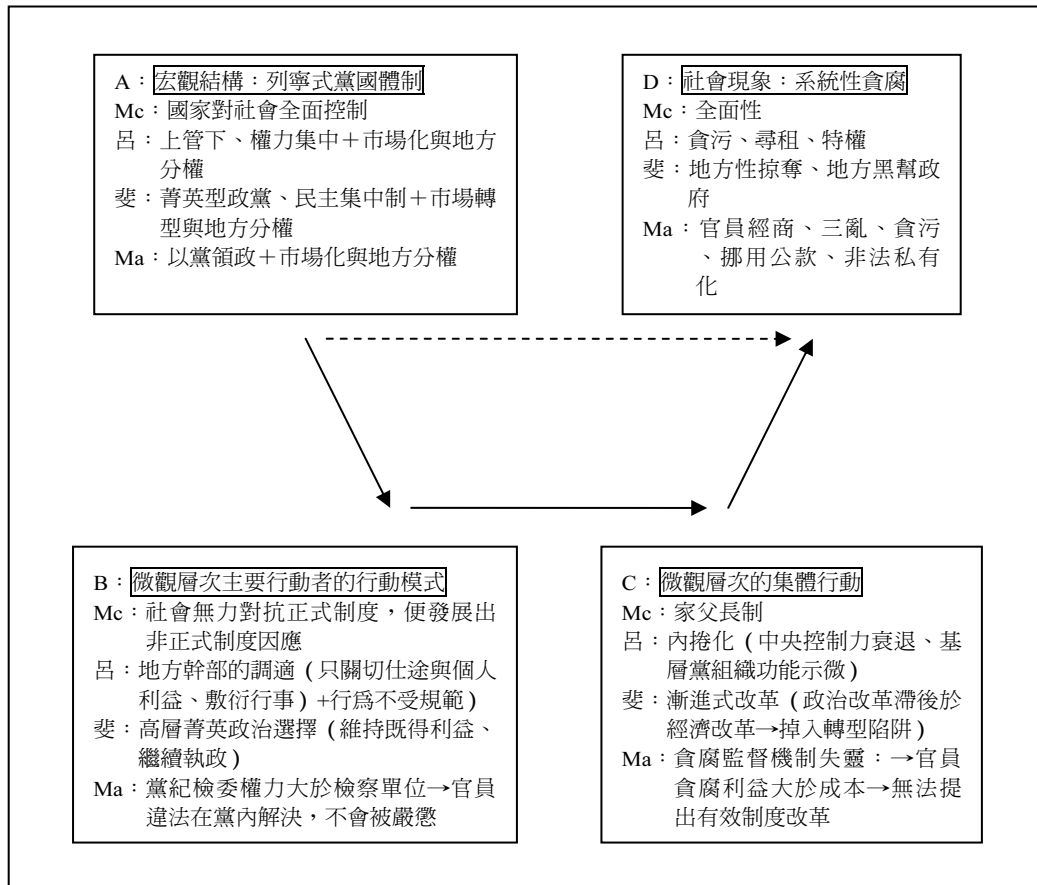 A：宏觀結構：列寧式黨國體制
Mc：國家對社會全面控制
呂：上管下、權力集中＋市場化與地方
分權
斐：菁英型政黨、民主集中制＋市場轉
型與地方分權
Ma：以黨領政＋市場化與地方分權
D：社會現象：系統性貪腐
Mc：全面性
呂：貪污、尋租、特權
斐：地方性掠奪、地方黑幫政
府
Ma：官員經商、三亂、貪污
、挪用公款、非法私有
化
B：微觀層次主要行動者的行動模式
Mc：社會無力對抗正式制度，便發展出
非正式制度因應
呂：地方幹部的調適（只關切仕途與個人
利益、敷衍行事）+行爲不受規範）
斐：高層菁英政治選擇（維持既得利益、
繼續執政）
Ma：黨紀檢委權力大於檢察單位→官員
違法在黨內解決，不會被嚴懲
C：微觀層次的集體行動
Mc：家父長制
呂：內捲化（中央控制力衰退、基
層黨組織功能示微）
斐：漸進式改革（政治改革滯後於
經濟改革→掉入轉型陷阱）
Ma：貪腐監督機制失靈：→官員
貪腐利益大於成本→無法提
出有效制度改革